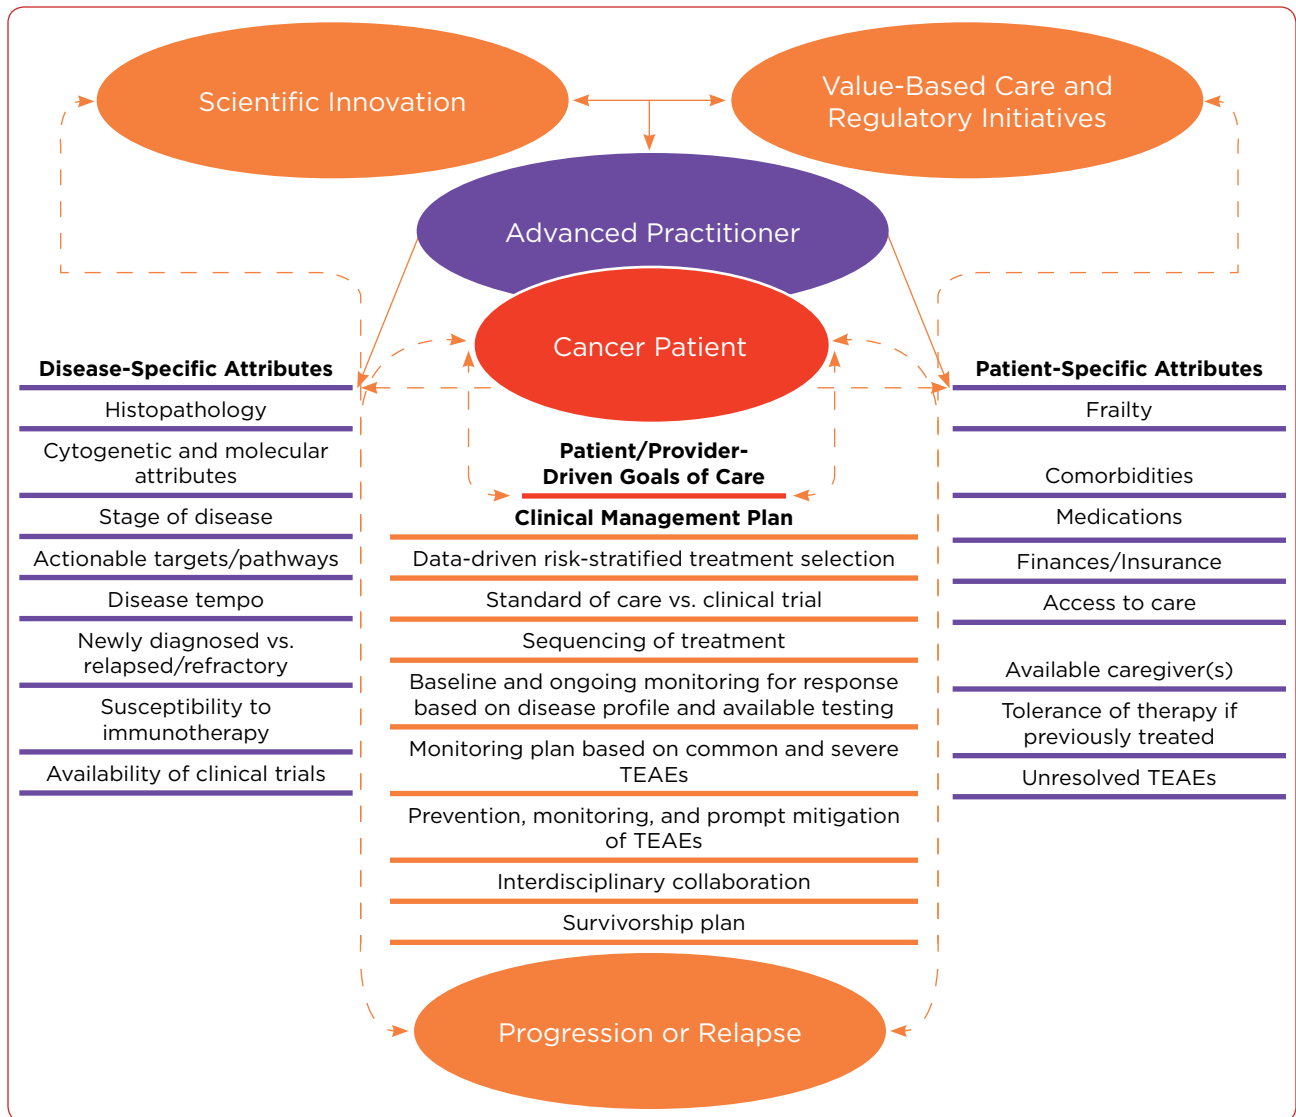 Scientific Innovation
Value-Based Care and
Regulatory Initiatives
Advanced Practitioner
Cancer Patient
Disease-Specific Attributes
Histopathology
Cytogenetic and molecular
attributes
Stage of disease
Actionable targets/pathways
Disease tempo
Newly diagnosed vs.
relapsed/refractory
Susceptibility to
immunotherapy
Availability of clinical trials
Patient/Provider-
Driven Goals of Care
Clinical Management Plan
Data-driven risk-stratified treatment selection
Standard of care vs. clinical trial
Sequencing of treatment
Baseline and ongoing monitoring for response
based on disease profile and available testing
Monitoring plan based on common and severe
TEAEs
Prevention, monitoring, and prompt mitigation
of TEAEs
Interdisciplinary collaboration
Survivorship plan
Patient-Specific Attributes
Frailty
Comorbidities
Medications
Finances/Insurance
Access to care
Available caregiver(s)
Tolerance of therapy if
previously treated
Unresolved TEAEs
Progression or Relapse